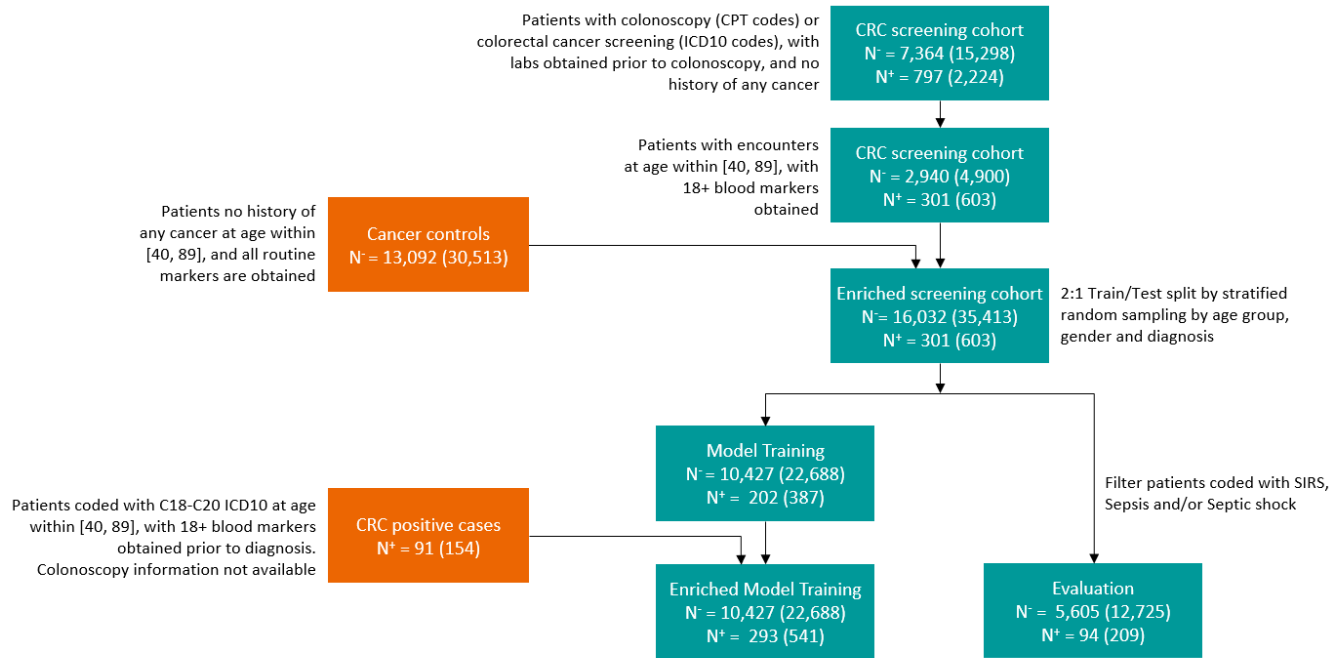 Patients with colonoscopy (CPT codes) or
colorectal cancer screening (ICD10 codes), with
labs obtained prior to colonoscopy, and no
history of any cancer
CRC screening cohort
N⁻ = 7,364 (15,298)
N⁺ = 797 (2,224)
Patients with encounters
at age within [40, 89], with
18+ blood markers
obtained
CRC screening cohort
N⁻ = 2,940 (4,900)
N⁺ = 301 (603)
Patients no history of
any cancer at age within
[40, 89], and all routine
markers are obtained
Cancer controls
N⁻ = 13,092 (30,513)
Enriched screening cohort
N⁻= 16,032 (35,413)
N⁺ = 301 (603)
2:1 Train/Test split by stratified
random sampling by age group,
gender and diagnosis
Model Training
N⁻ = 10,427 (22,688)
N⁺ = 202 (387)
Filter patients coded with SIRS,
Sepsis and/or Septic shock
Patients coded with C18-C20 ICD10 at age
within [40, 89], with 18+ blood markers
obtained prior to diagnosis.
Colonoscopy information not available
CRC positive cases
N⁺ = 91 (154)
Enriched Model Training
N⁻ = 10,427 (22,688)
N⁺ = 293 (541)
Evaluation
N⁻ = 5,605 (12,725)
N⁺ = 94 (209)